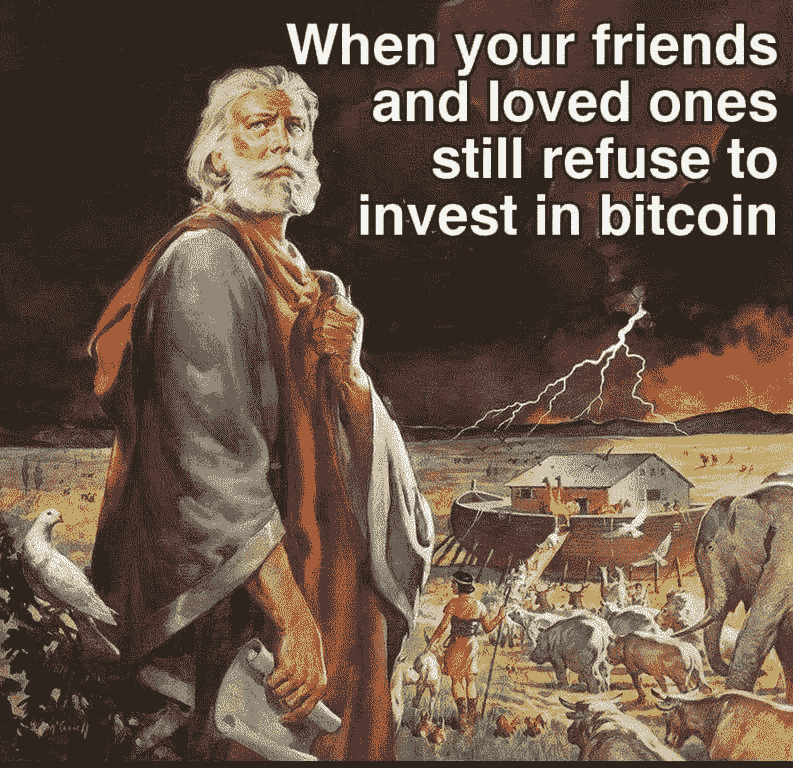 When your friends
and loved ones
still refuse to
invest in bitcoin